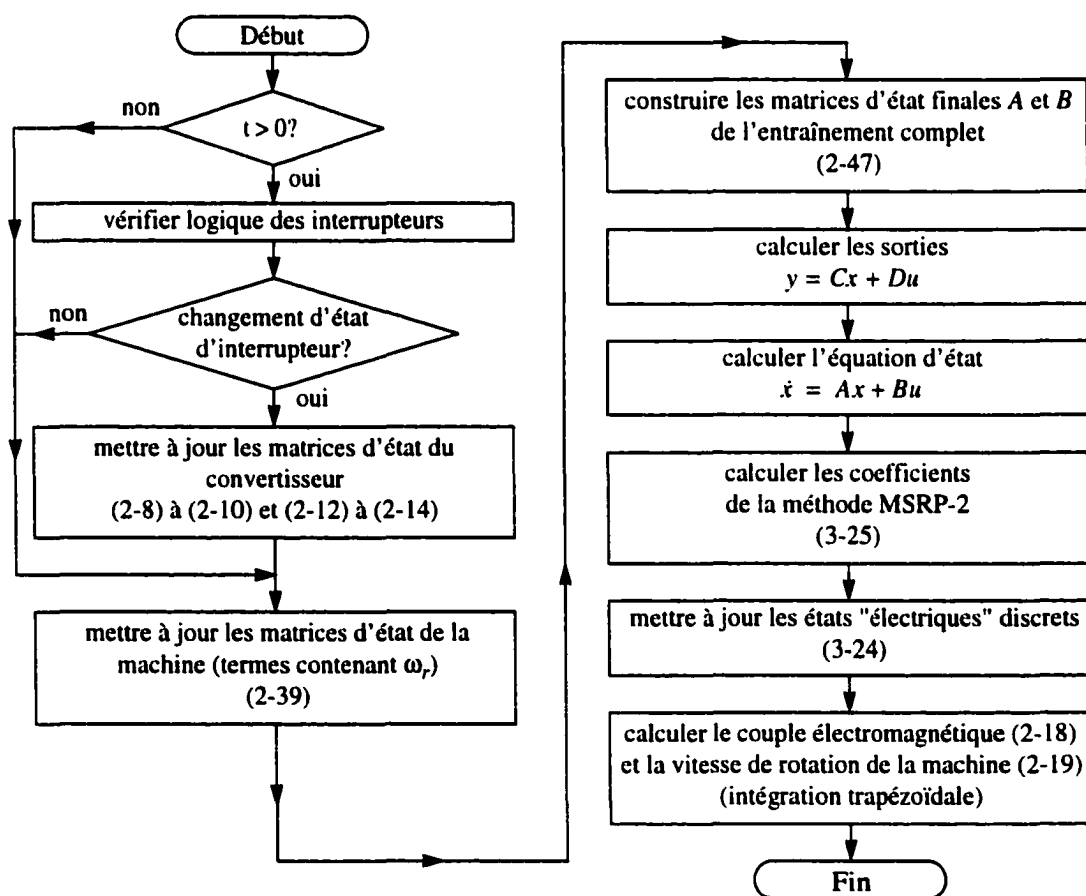 Début
t > 0?
non
oui
vérifier logique des interrupteurs
changement d'état
d'interrupteur?
non
oui
mettre à jour les matrices d'état du
convertisseur
(2-8) à (2-10) et (2-12) à (2-14)
mettre à jour les matrices d'état de la
machine (termes contenant ωr)
(2-39)
construire les matrices d'état finales A et B
de l'entraînement complet
(2-47)
calculer les sorties
y = Cx + Du
calculer l'équation d'état
ẋ = Ax + Bu
calculer les coefficients
de la méthode MSRP-2
(3-25)
mettre à jour les états "électriques" discrets
(3-24)
calculer le couple électromagnétique (2-18)
et la vitesse de rotation de la machine (2-19)
(intégration trapézoïdale)
Fin